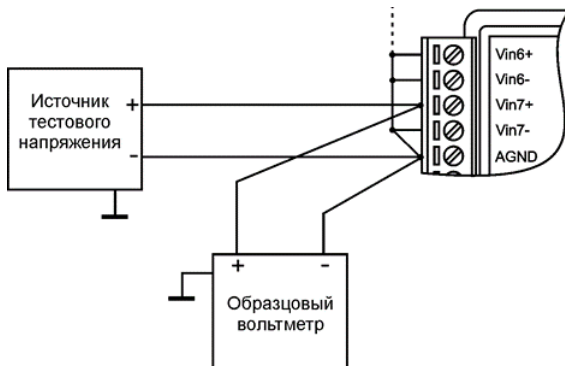 Источник
тестового
напряжения
+
-
Vin6+
Vin6-
Vin7+
Vin7-
AGND
+ -
Образцовый
вольтметр